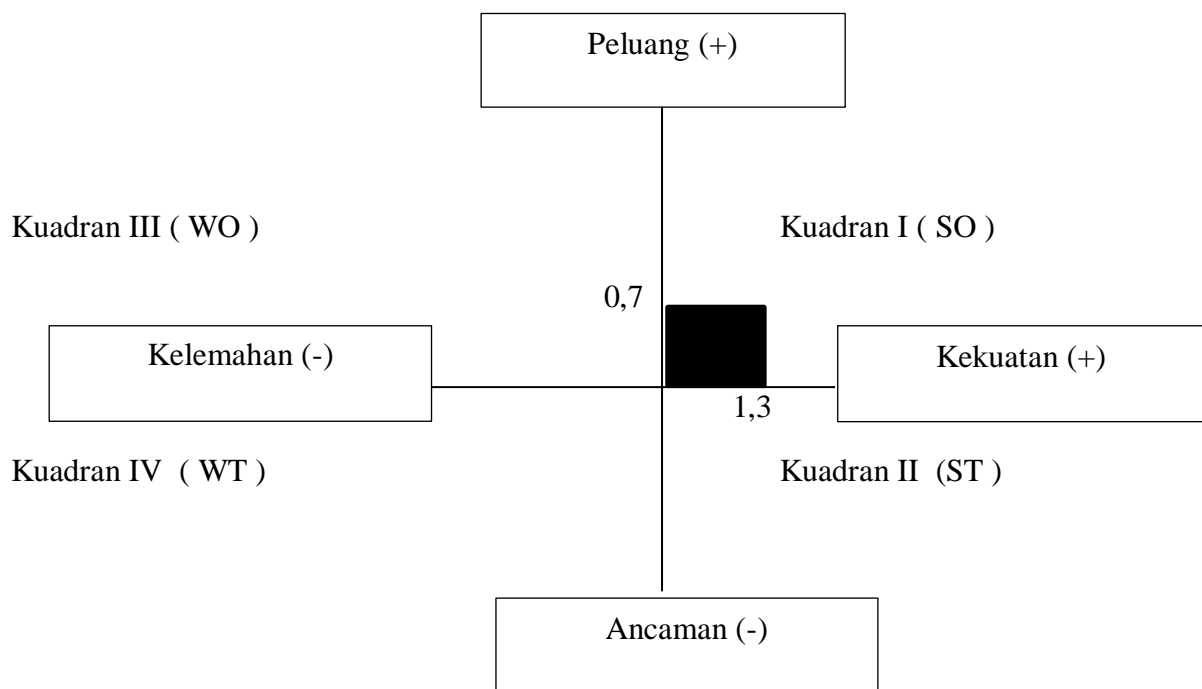 Peluang (+)
Kuadran III ( WO )
Kuadran I ( SO )
0,7
Kelemahan (-)
Kekuatan (+)
1,3
Kuadran IV  ( WT )
Kuadran II  (ST )
Ancaman (-)